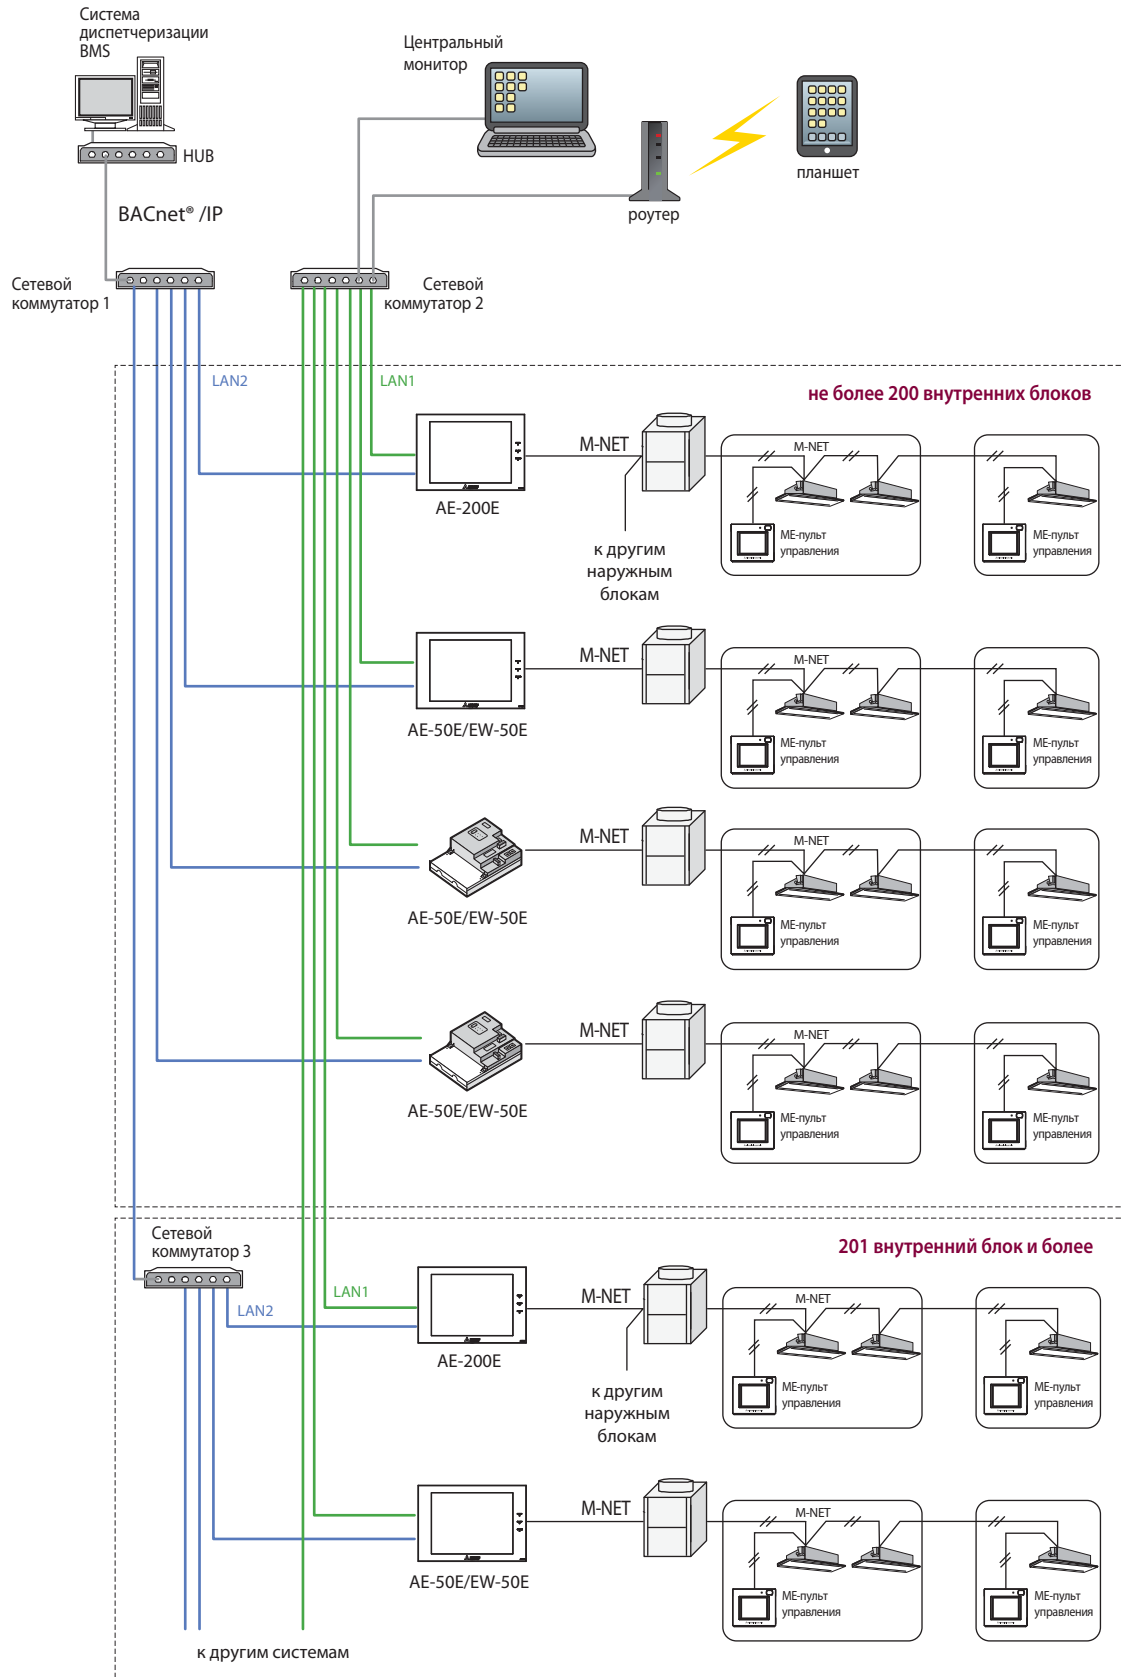 Система
диспетчеризации
BMS
HUB
BACnet® /IP
Центральный
монитор
роутер
планшет
Сетевой
коммутатор 1
Сетевой
коммутатор 2
LAN2
LAN1
не более 200 внутренних блоков
AE-200E
M-NET
к другим
наружным
блокам
M-NET
ME-пульт
управления
ME-пульт
управления
AE-50E/EW-50E
M-NET
M-NET
ME-пульт
управления
ME-пульт
управления
AE-50E/EW-50E
M-NET
M-NET
ME-пульт
управления
ME-пульт
управления
AE-50E/EW-50E
M-NET
M-NET
ME-пульт
управления
ME-пульт
управления
Сетевой
коммутатор 3
201 внутренний блок и более
LAN2
LAN1
AE-200E
M-NET
к другим
наружным
блокам
M-NET
ME-пульт
управления
ME-пульт
управления
AE-50E/EW-50E
M-NET
M-NET
ME-пульт
управления
ME-пульт
управления
к другим системам